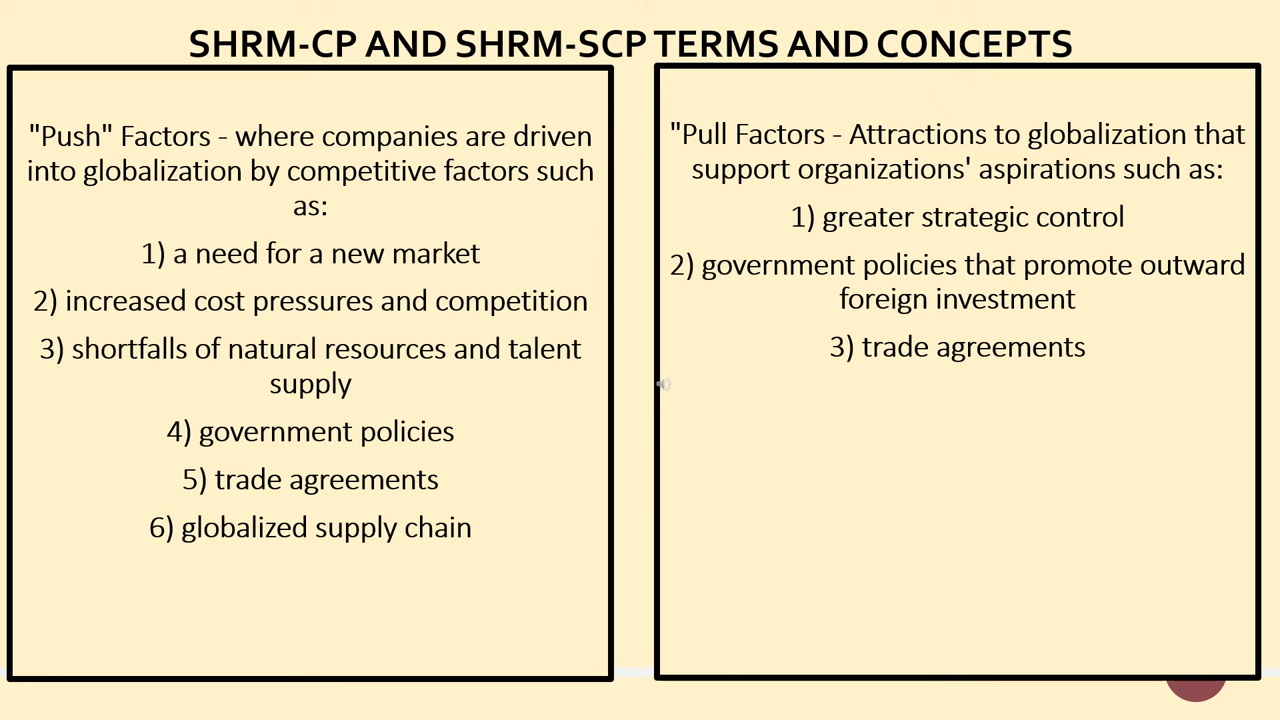 SHRM-CP AND SHRM-SCP TERMS AND CONCEPTS
"Push" Factors - where companies are driven
into globalization by competitive factors such
as:
1) a need for a new market
2) increased cost pressures and competition
3) shortfalls of natural resources and talent
supply
4) government policies
5) trade agreements
6) globalized supply chain
"Pull Factors - Attractions to globalization that
support organizations' aspirations such as:
1) greater strategic control
2) government policies that promote outward
foreign investment
3) trade agreements